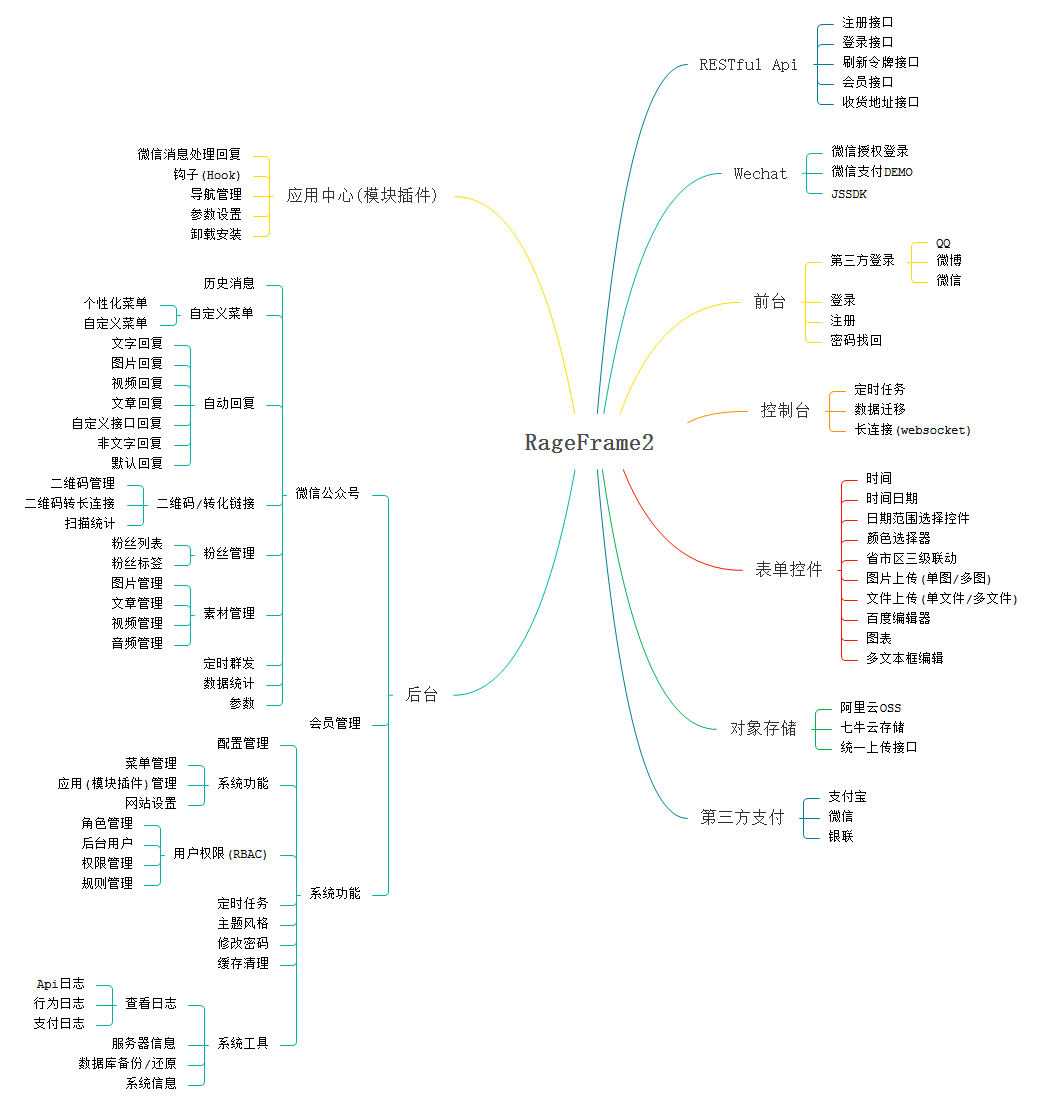 RageFrame2
RESTful Api
注册接口
登录接口
刷新令牌接口
会员接口
收货地址接口
Wechat
微信授权登录
微信支付DEMO
JSSDK
前台
第三方登录
QQ
微博
微信
登录
注册
密码找回
控制台
定时任务
数据迁移
长连接(websocket)
表单控件
时间
时间日期
日期范围选择控件
颜色选择器
省市区三级联动
图片上传(单图/多图)
文件上传(单文件/多文件)
百度编辑器
图表
多文本框编辑
对象存储
阿里云OSS
七牛云存储
统一上传接口
第三方支付
支付宝
微信
银联
应用中心(模块插件)
微信消息处理回复
钩子(Hook)
导航管理
参数设置
卸载安装
后台
微信公众号
历史消息
自定义菜单
个性化菜单
自定义菜单
自动回复
文字回复
图片回复
视频回复
文章回复
自定义接口回复
非文字回复
默认回复
二维码/转化链接
二维码管理
二维码转长连接
扫描统计
粉丝管理
粉丝列表
粉丝标签
素材管理
图片管理
文章管理
视频管理
音频管理
定时群发
数据统计
参数
会员管理
系统功能
配置管理
系统功能
菜单管理
应用(模块插件)管理
网站设置
用户权限(RBAC)
角色管理
后台用户
权限管理
规则管理
定时任务
主题风格
修改密码
缓存清理
系统工具
查看日志
Api日志
行为日志
支付日志
服务器信息
数据库备份/还原
系统信息